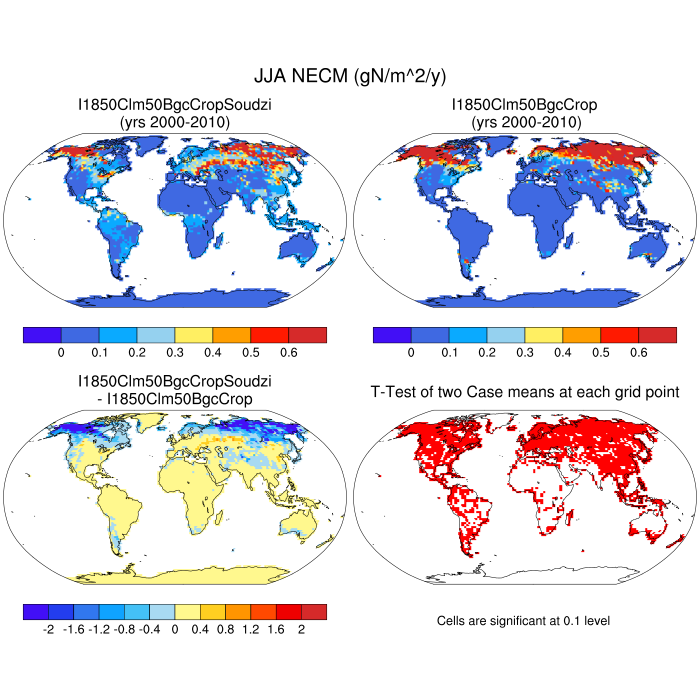 JJA NECM (gN/m^2/y)
I1850Clm50BgcCropSoudzi
(yrs 2000-2010)
I1850Clm50BgcCrop
(yrs 2000-2010)
0 0.1 0.2 0.3 0.4 0.5 0.6
0 0.1 0.2 0.3 0.4 0.5 0.6
I1850Clm50BgcCropSoudzi
- I1850Clm50BgcCrop
T-Test of two Case means at each grid point
-2 -1.6 -1.2 -0.8 -0.4 0 0.4 0.8 1.2 1.6 2
Cells are significant at 0.1 level